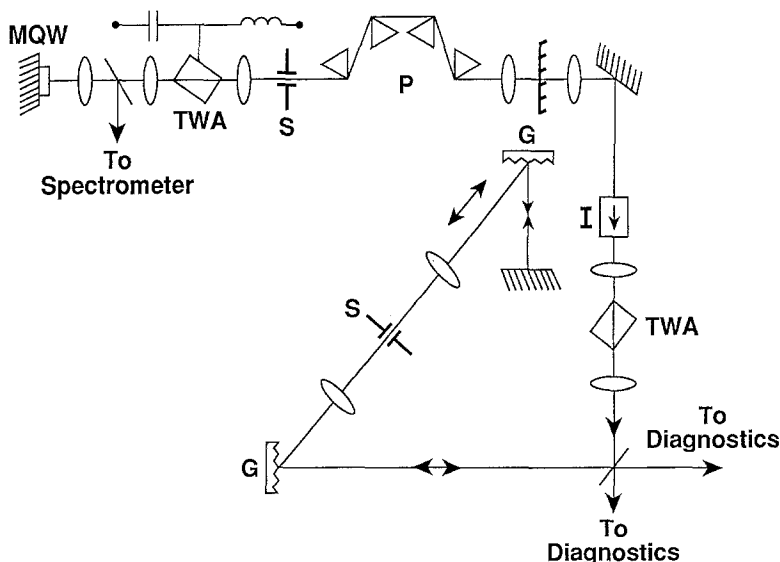 MQW
TWA
S
P
To
Spectrometer
G
I
S
TWA
G
To
Diagnostics
To
Diagnostics